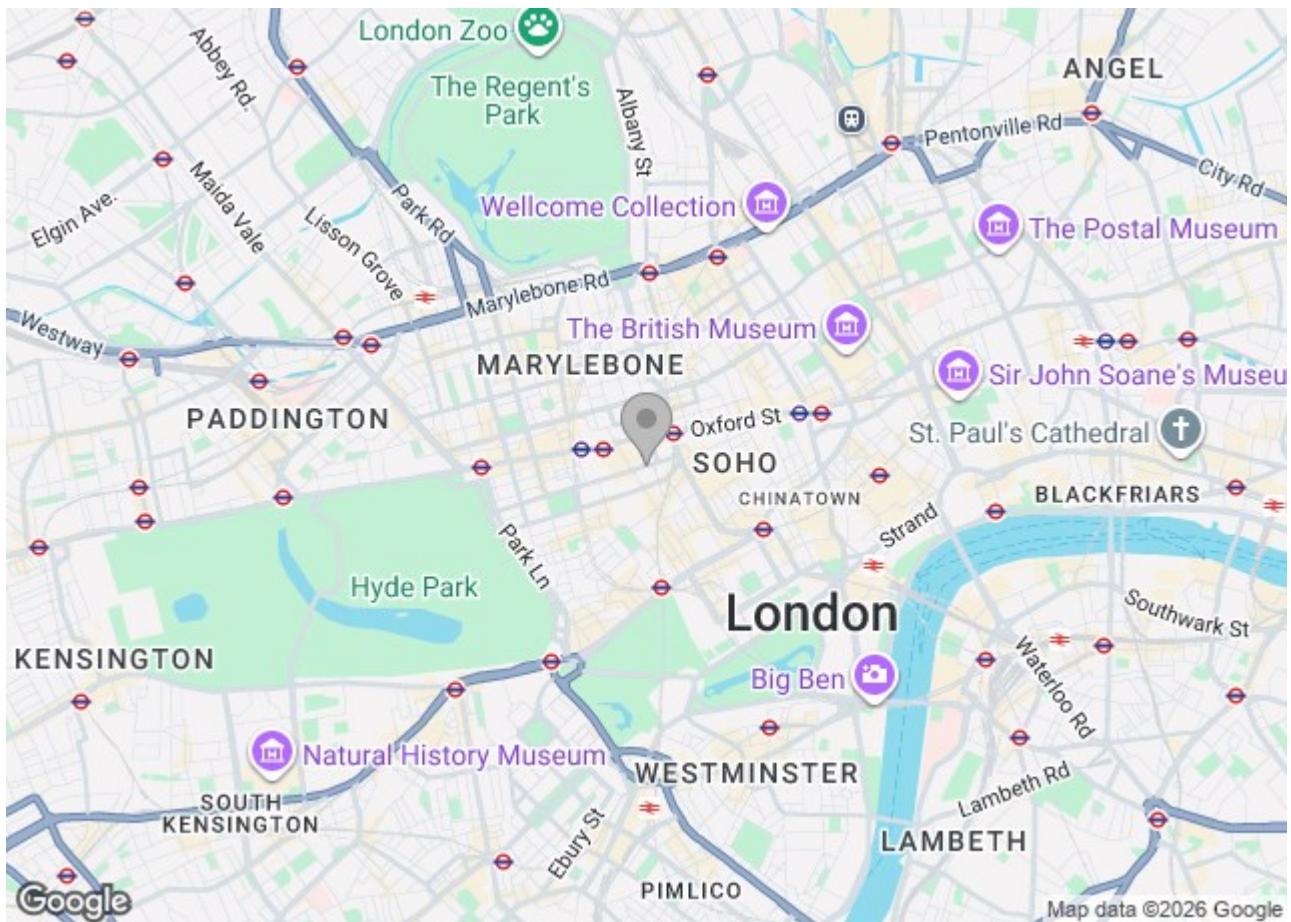 London Zoo
Abbey Rd.
The Regent's
Park
Albany St
ANGEL
Pentonville Rd
City Rd
Maida Vale
Elgin Ave.
Lisson Grove
Park Rd
Wellcome Collection
The Postal Museum
Marylebone Rd
Westway
The British Museum
MARYLEBONE
Sir John Soane's Museu
PADDINGTON
Oxford St
St. Paul's Cathedral
SOHO
CHINATOWN
BLACKFRIARS
Strand
Park Ln
Hyde Park
London
Southwark St
KENSINGTON
Waterloo Rd
Big Ben
Natural History Museum
WESTMINSTER
SOUTH
KENSINGTON
Lambeth Rd
Ebury St
LAMBETH
PIMLICO
Google
Map data ©2026 Google